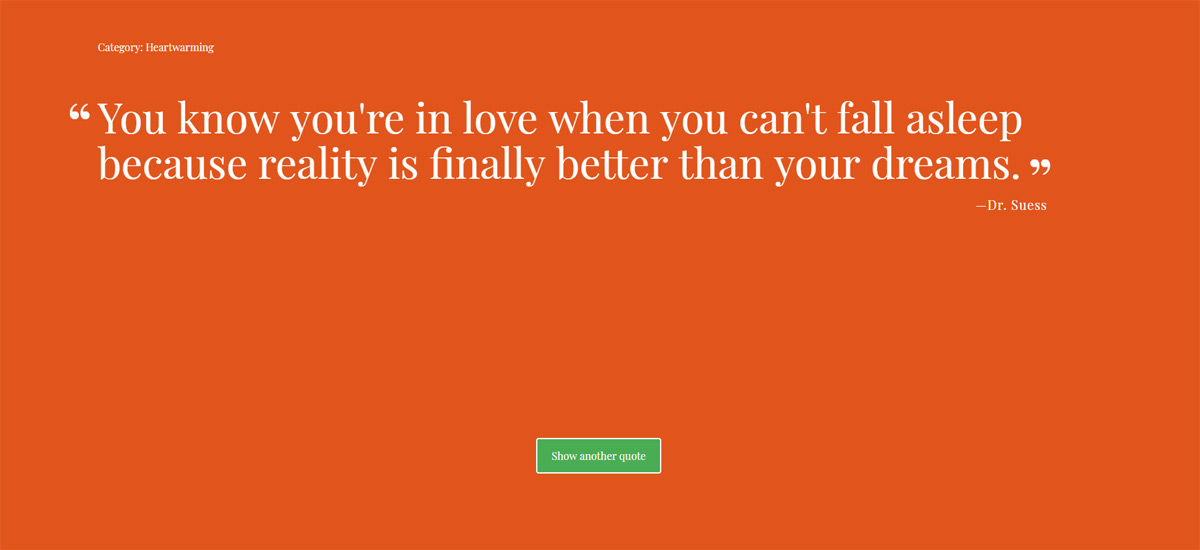 Category: Heartwarming
“You know you're in love when you can't fall asleep
because reality is finally better than your dreams.”
—Dr. Suess
Show another quote